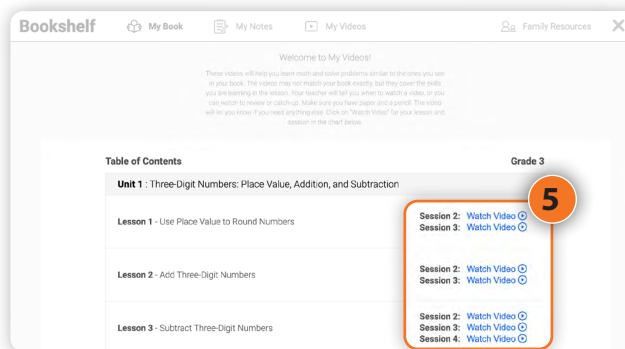 Bookshelf My Book My Notes My Videos Family Resources
Welcome to My Videos!
These videos will help you learn math and solve problems similar to the ones you see
in your book. The videos may not match your book exactly, but they cover the skills
you are learning in the lesson. Your teacher will tell you when to watch a video, or you
can watch to review or catch up. Make sure you have paper and a pencil. The video
will let you know if you need anything else. Click on "Watch Video" for your lesson and
session in the chart below.
Table of Contents Grade 3
5
Unit 1 : Three-Digit Numbers: Place Value, Addition, and Subtraction
Lesson 1 - Use Place Value to Round Numbers
Session 2: Watch Video
Session 3: Watch Video
Lesson 2 - Add Three-Digit Numbers
Session 2: Watch Video
Session 3: Watch Video
Lesson 3 - Subtract Three-Digit Numbers
Session 2: Watch Video
Session 3: Watch Video
Session 4: Watch Video